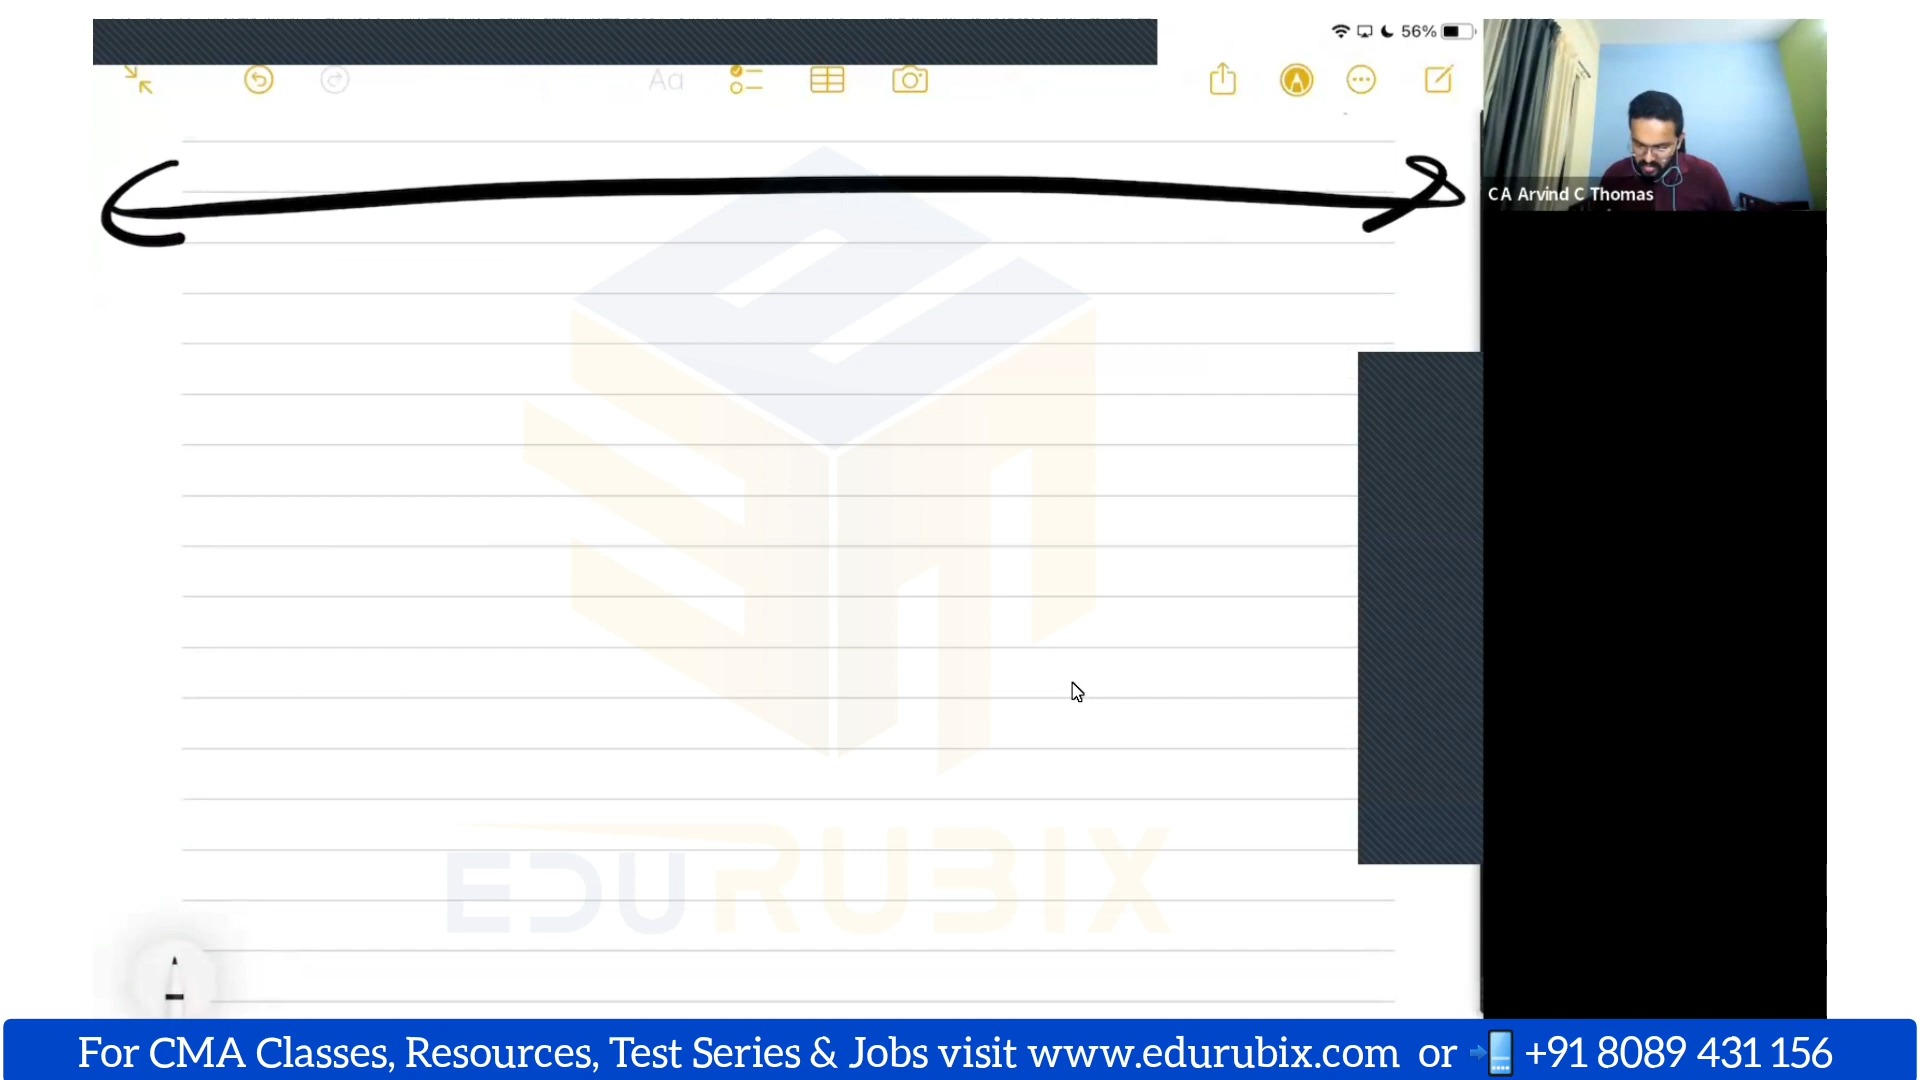 56%
Aa
CA Arvind C Thomas
EDURUBIX
For CMA Classes, Resources, Test Series & Jobs visit www.edurubix.com or +91 8089 431 156